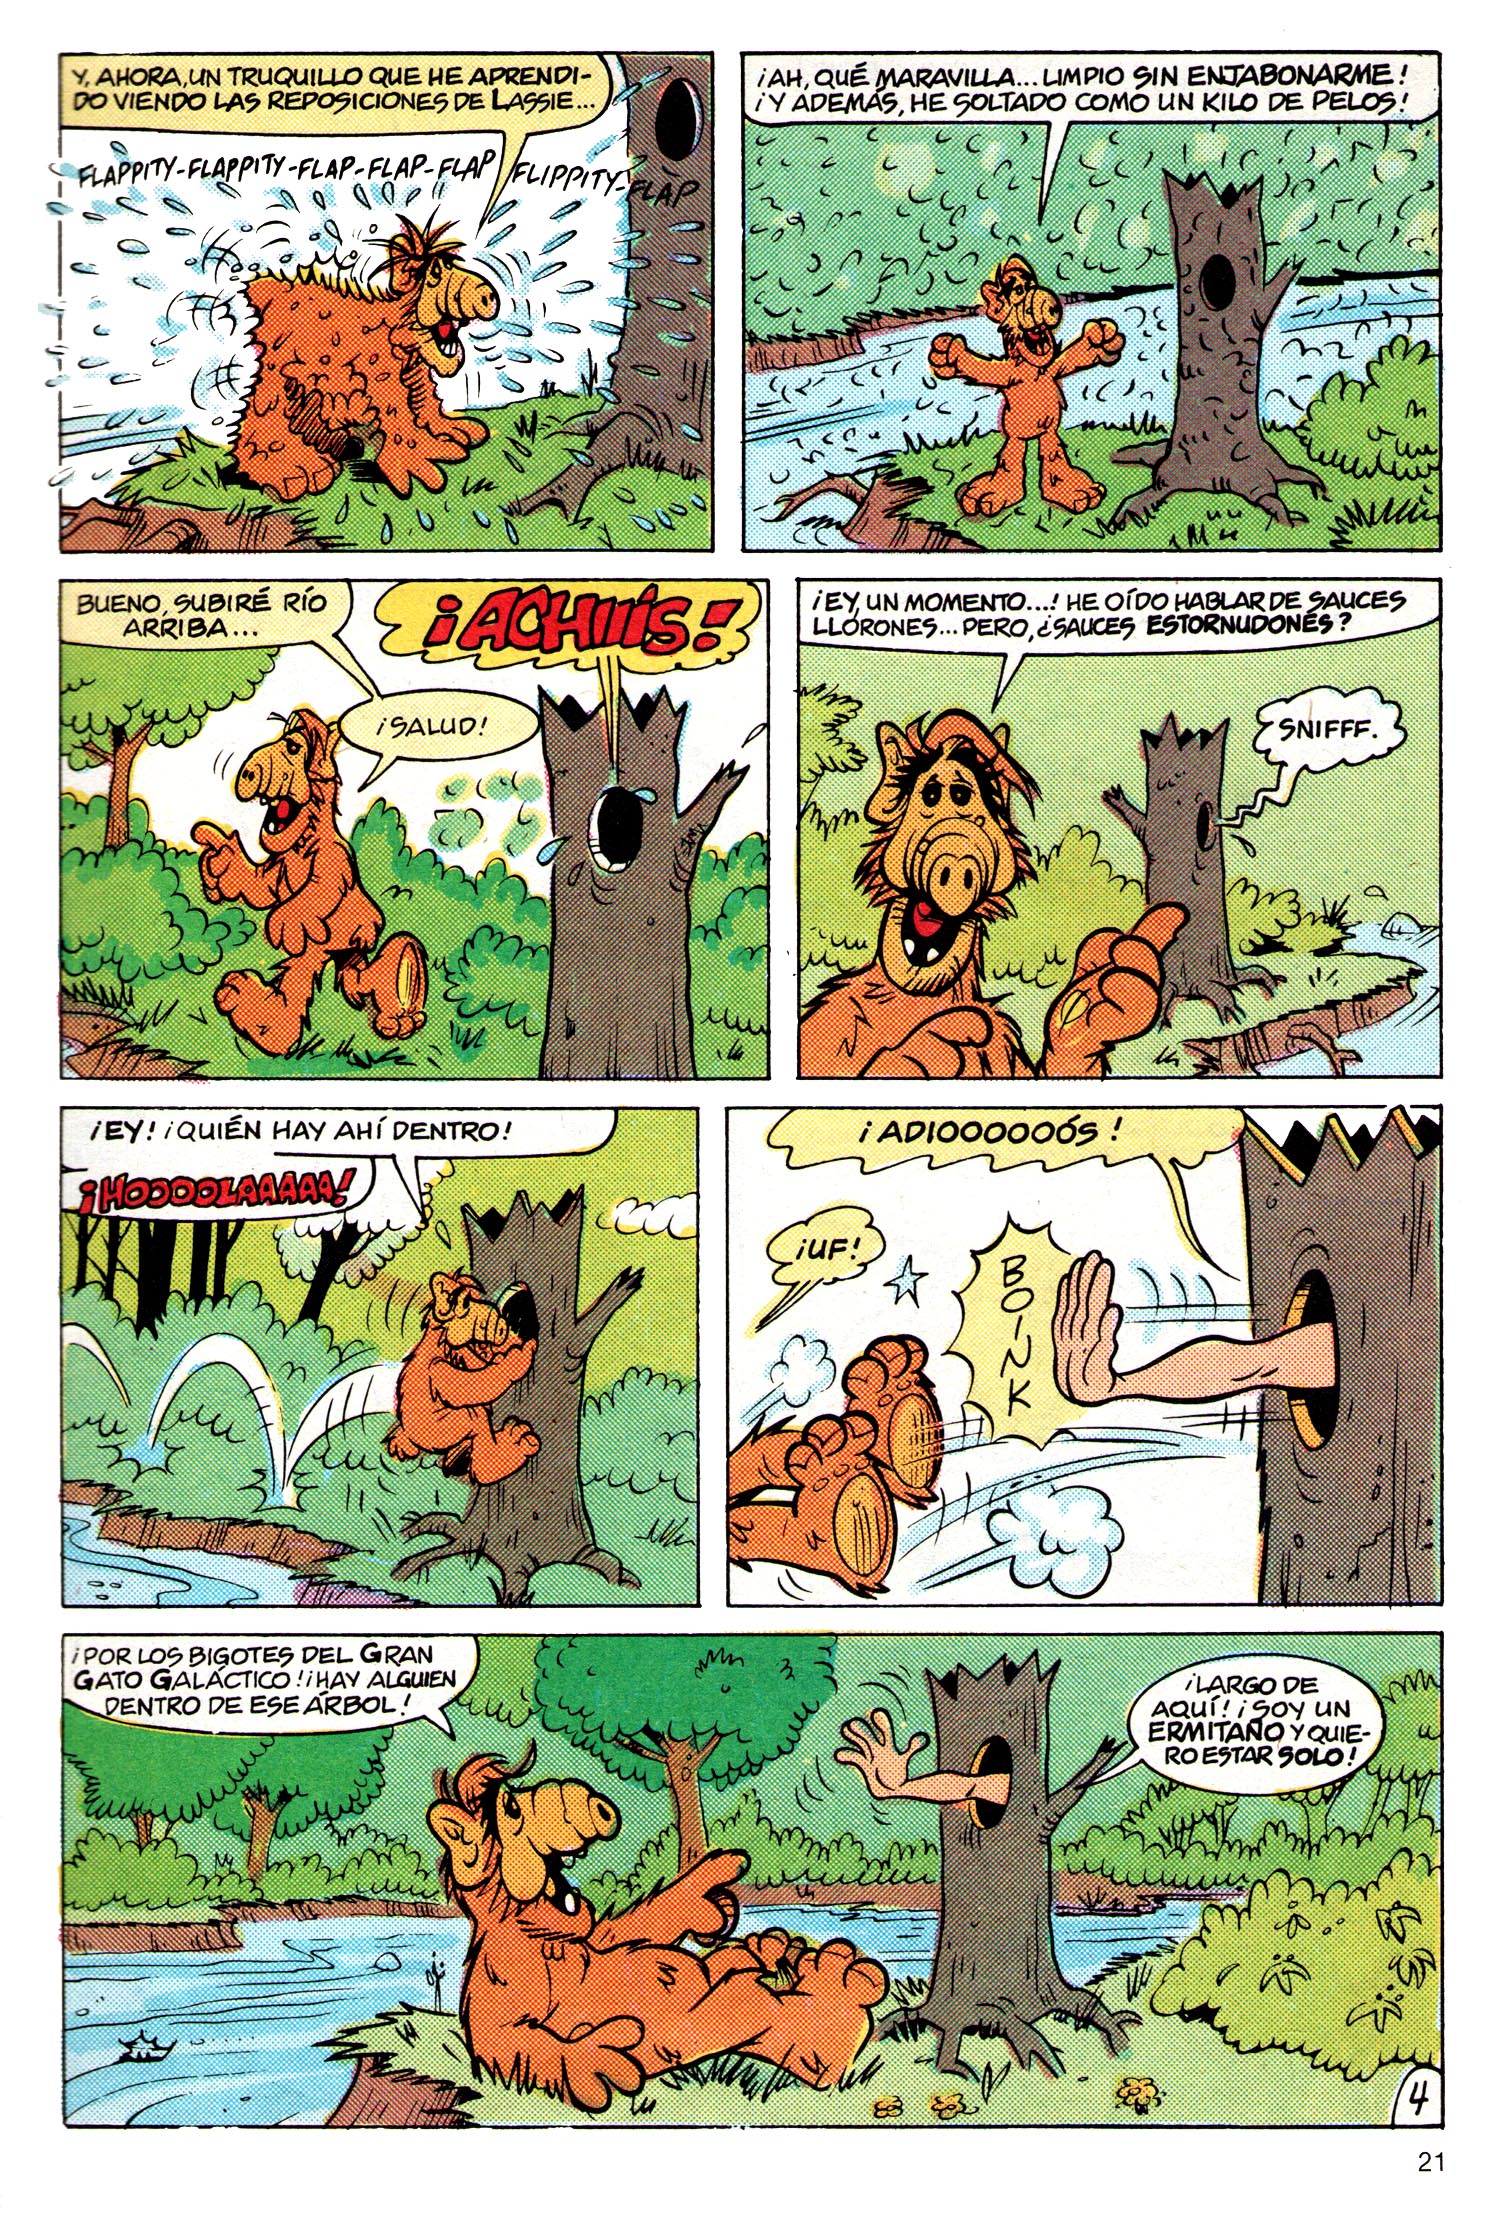 Y, AHORA, UN TRUQUILLO QUE HE APRENDI-
DO VIENDO LAS REPOSICIONES DE LASSIE...
FLAPPITY-FLAPPITY-FLAP-FLAP-FLAP FLIPPITY-FLAP
¡AH, QUÉ MARAVILLA... LIMPIO SIN ENJABONARME!
¡Y ADEMÁS, HE SOLTADO COMO UN KILO DE PELOS!
BUENO, SUBIRÉ RÍO
ARRIBA...
¡ACHIIÍS!
¡SALUD!
¡EY, UN MOMENTO...! HE OÍDO HABLAR DE SAUCES
LLORONES... PERO, ¿SAUCES ESTORNUDONES?
SNIFFF.
¡EY! ¡QUIÉN HAY AHÍ DENTRO!
¡HOOOOLAAAAA!
¡ADIOOOOOÓS!
¡UF!
BOINK
¡POR LOS BIGOTES DEL GRAN
GATO GALÁCTICO! ¡HAY ALGUIEN
DENTRO DE ESE ÁRBOL!
¡LARGO DE
AQUÍ! ¡SOY UN
ERMITAÑO Y QUIE-
RO ESTAR SOLO!
4
21